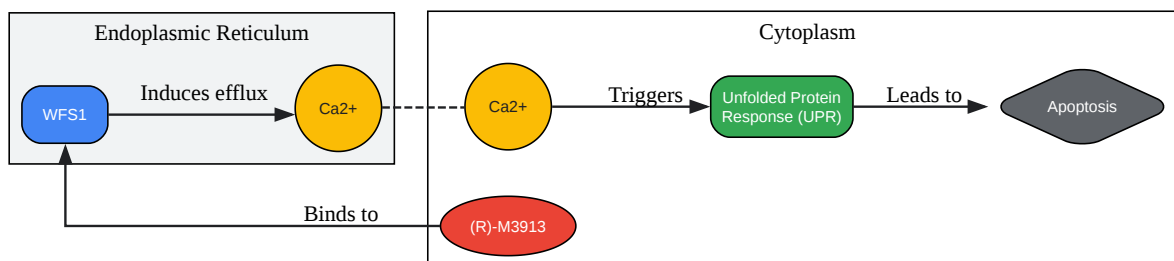 Endoplasmic Reticulum
Cytoplasm
WFS1
Induces efflux
Ca2+
Ca2+
Triggers
Unfolded Protein
Response (UPR)
Leads to
Apoptosis
Binds to
(R)-M3913